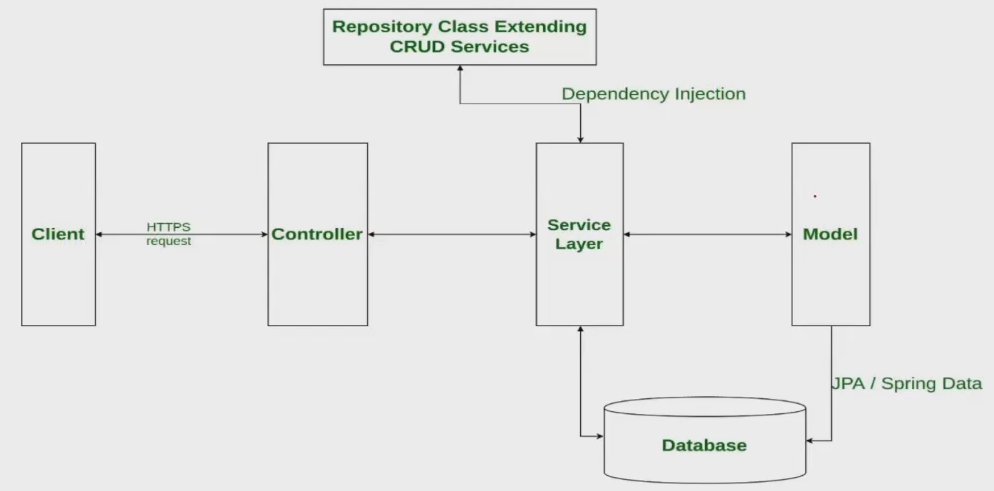 Repository Class Extending
CRUD Services
Dependency Injection
Client
HTTPS
request
Controller
Service
Layer
Model
JPA / Spring Data
Database